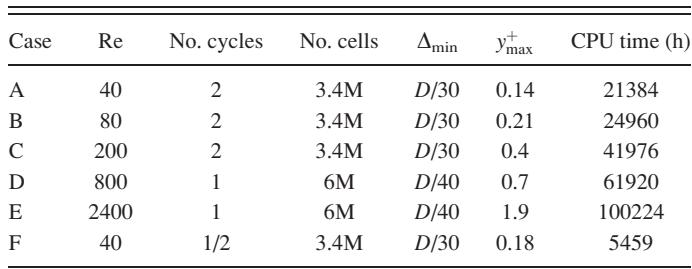 Case Re No. cycles No. cells Δmin y+max CPU time (h)
A 40 2 3.4M D/30 0.14 21384
B 80 2 3.4M D/30 0.21 24960
C 200 2 3.4M D/30 0.4 41976
D 800 1 6M D/40 0.7 61920
E 2400 1 6M D/40 1.9 100224
F 40 1/2 3.4M D/30 0.18 5459